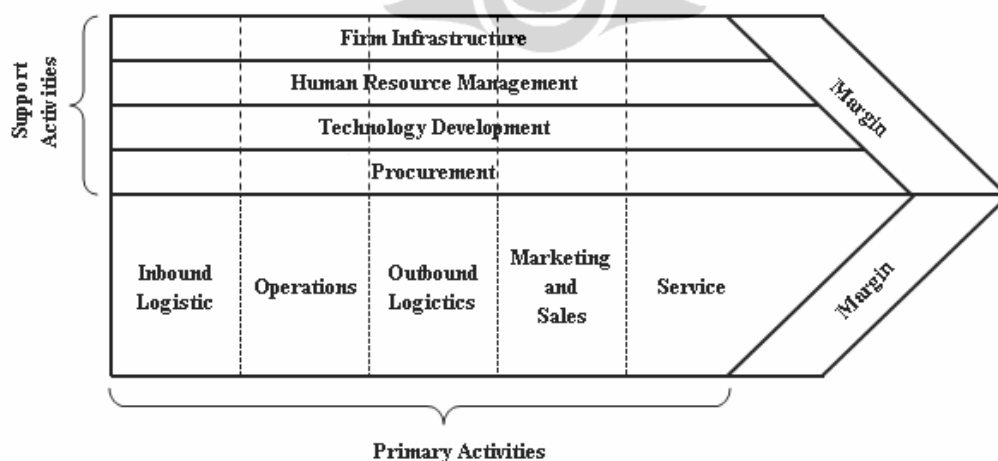 Firm Infrastructure
Human Resource Management
Technology Development
Procurement
Support
Activities
Margin
Inbound
Logistic
Operations
Outbound
Logictics
Marketing
and
Sales
Service
Margin
Primary Activities